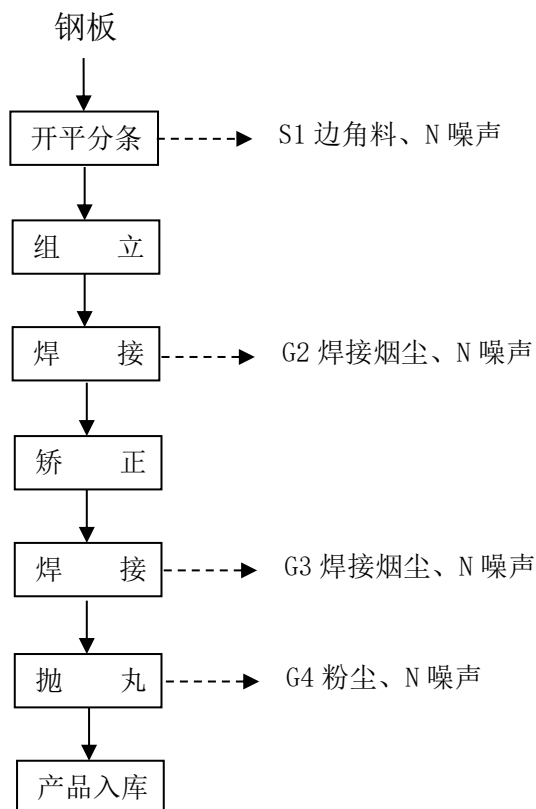 钢板
开平分条
S1 边角料、N 噪声
组 立
焊 接
G2 焊接烟尘、N 噪声
矫 正
焊 接
G3 焊接烟尘、N 噪声
抛 丸
G4 粉尘、N 噪声
产品入库